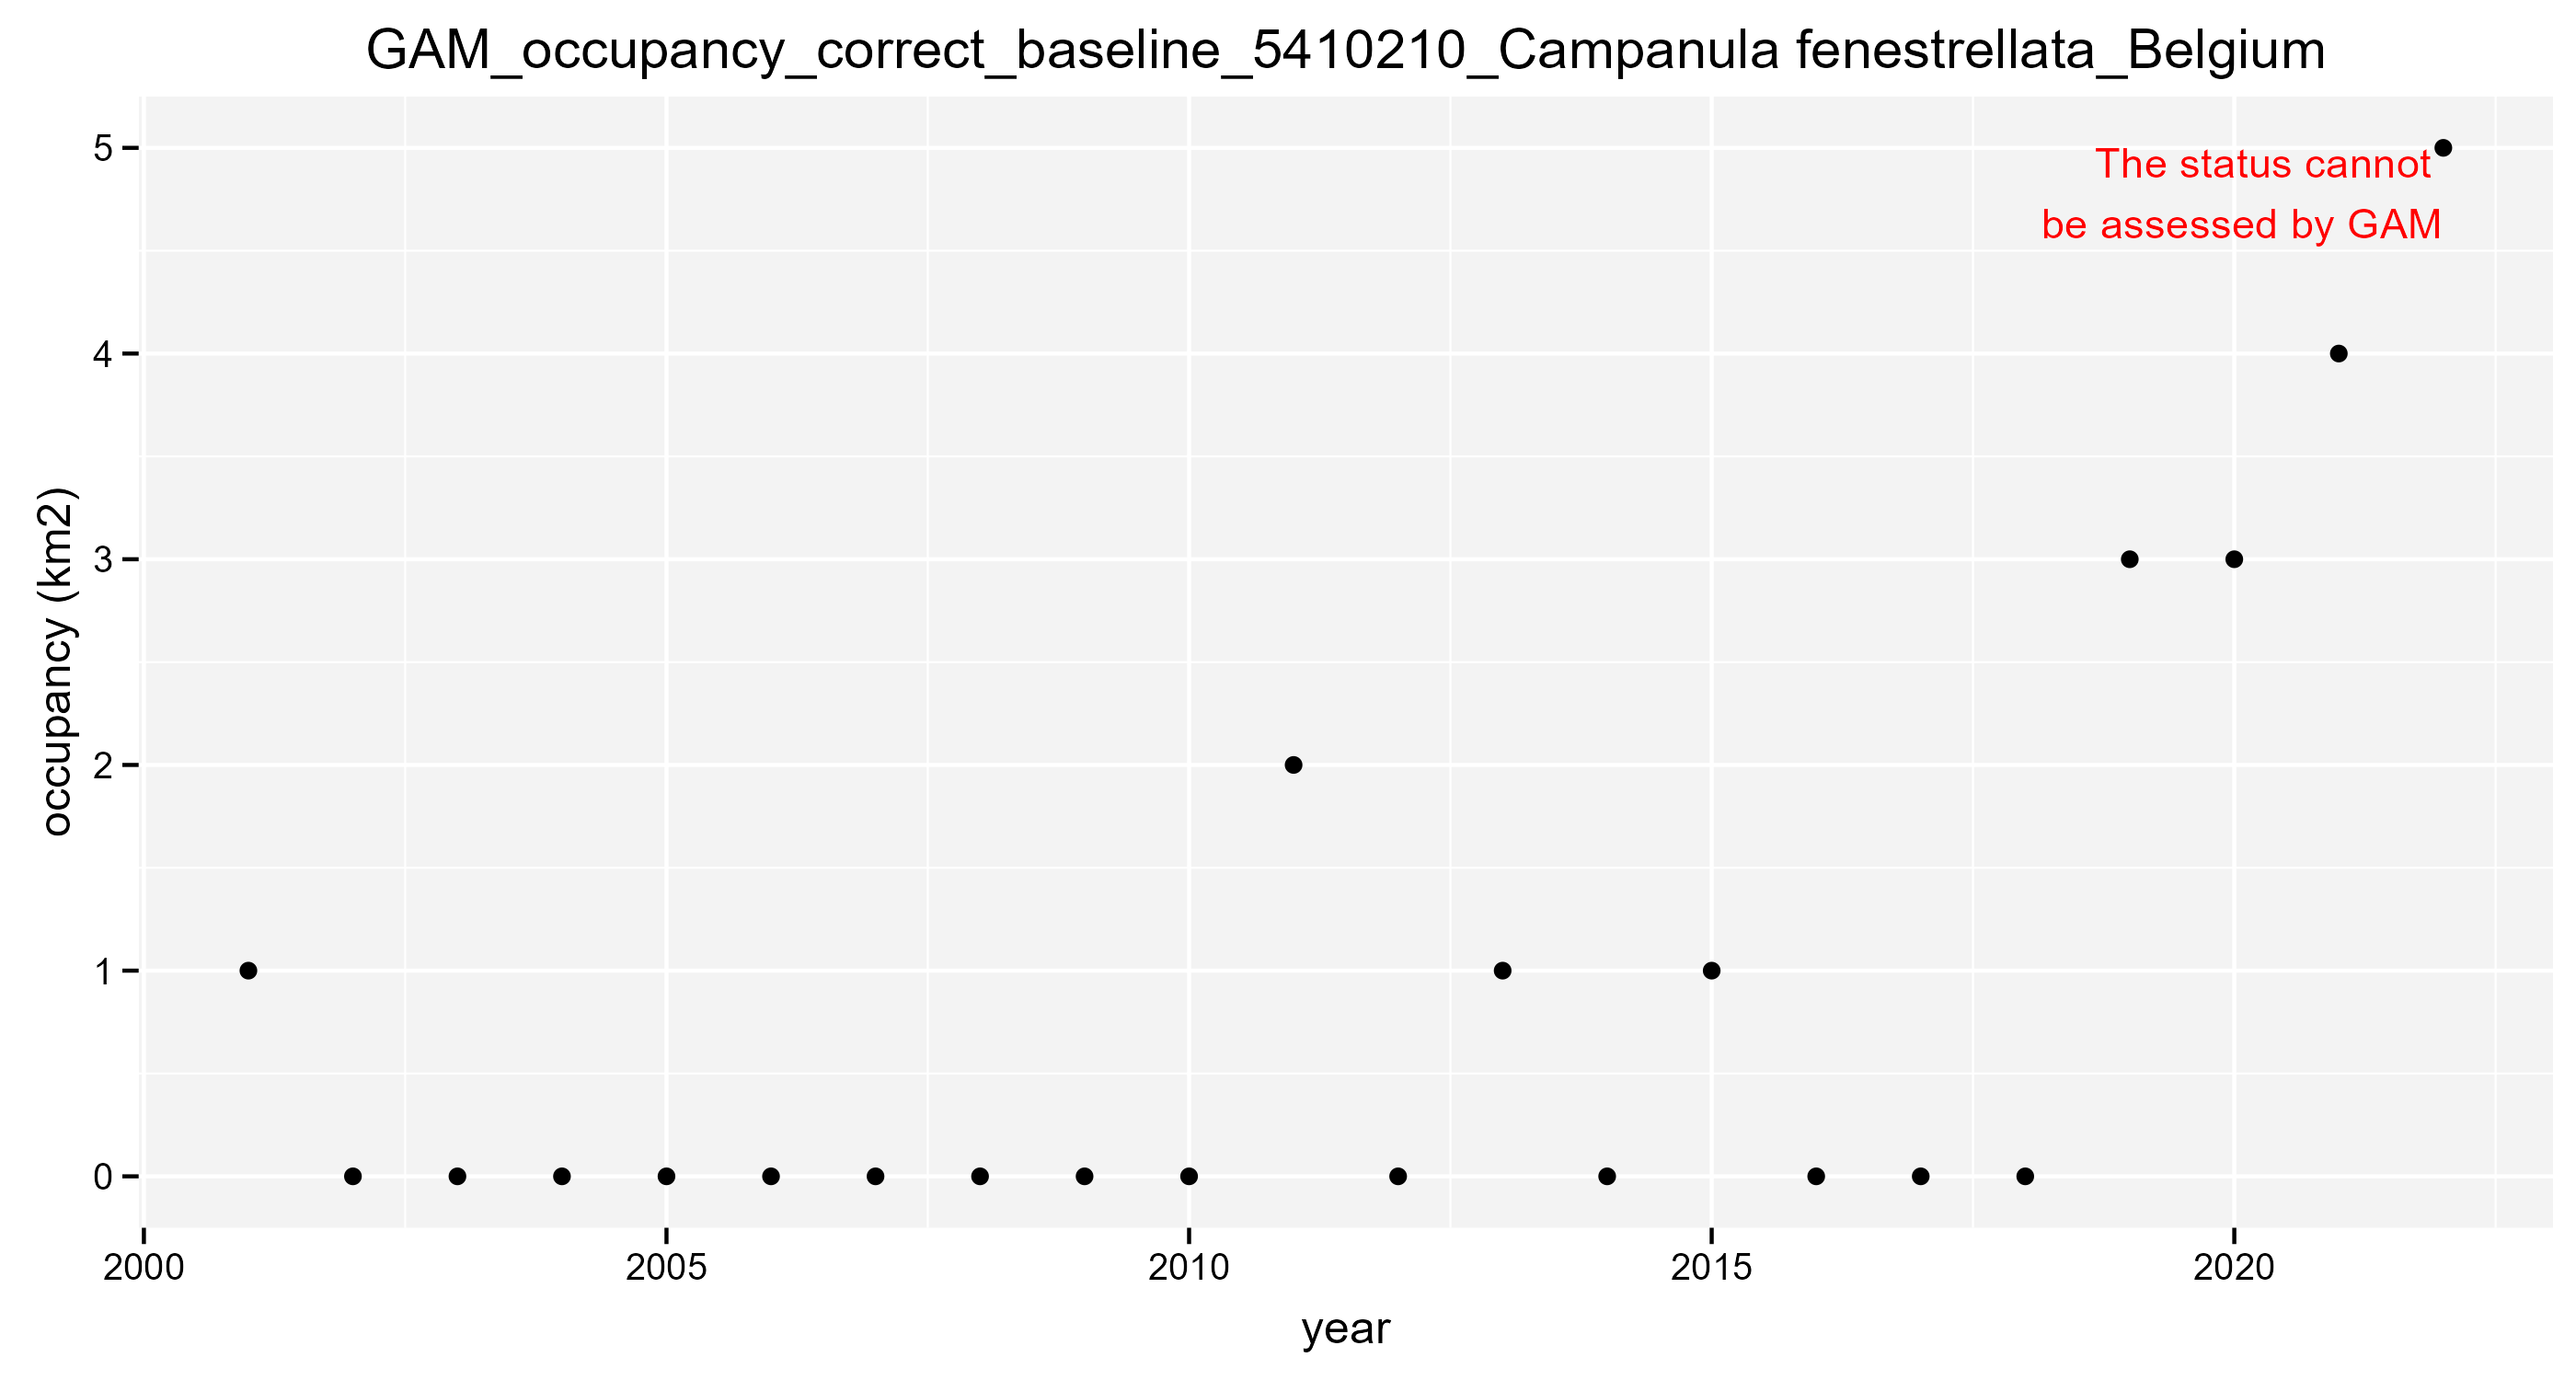 GAM_occupancy_correct_baseline_5410210_Campanula fenestrellata_Belgium
The status cannot
be assessed by GAM
occupancy (km2)
5
4
3
2
1
0
2000 2005 2010 2015 2020
year